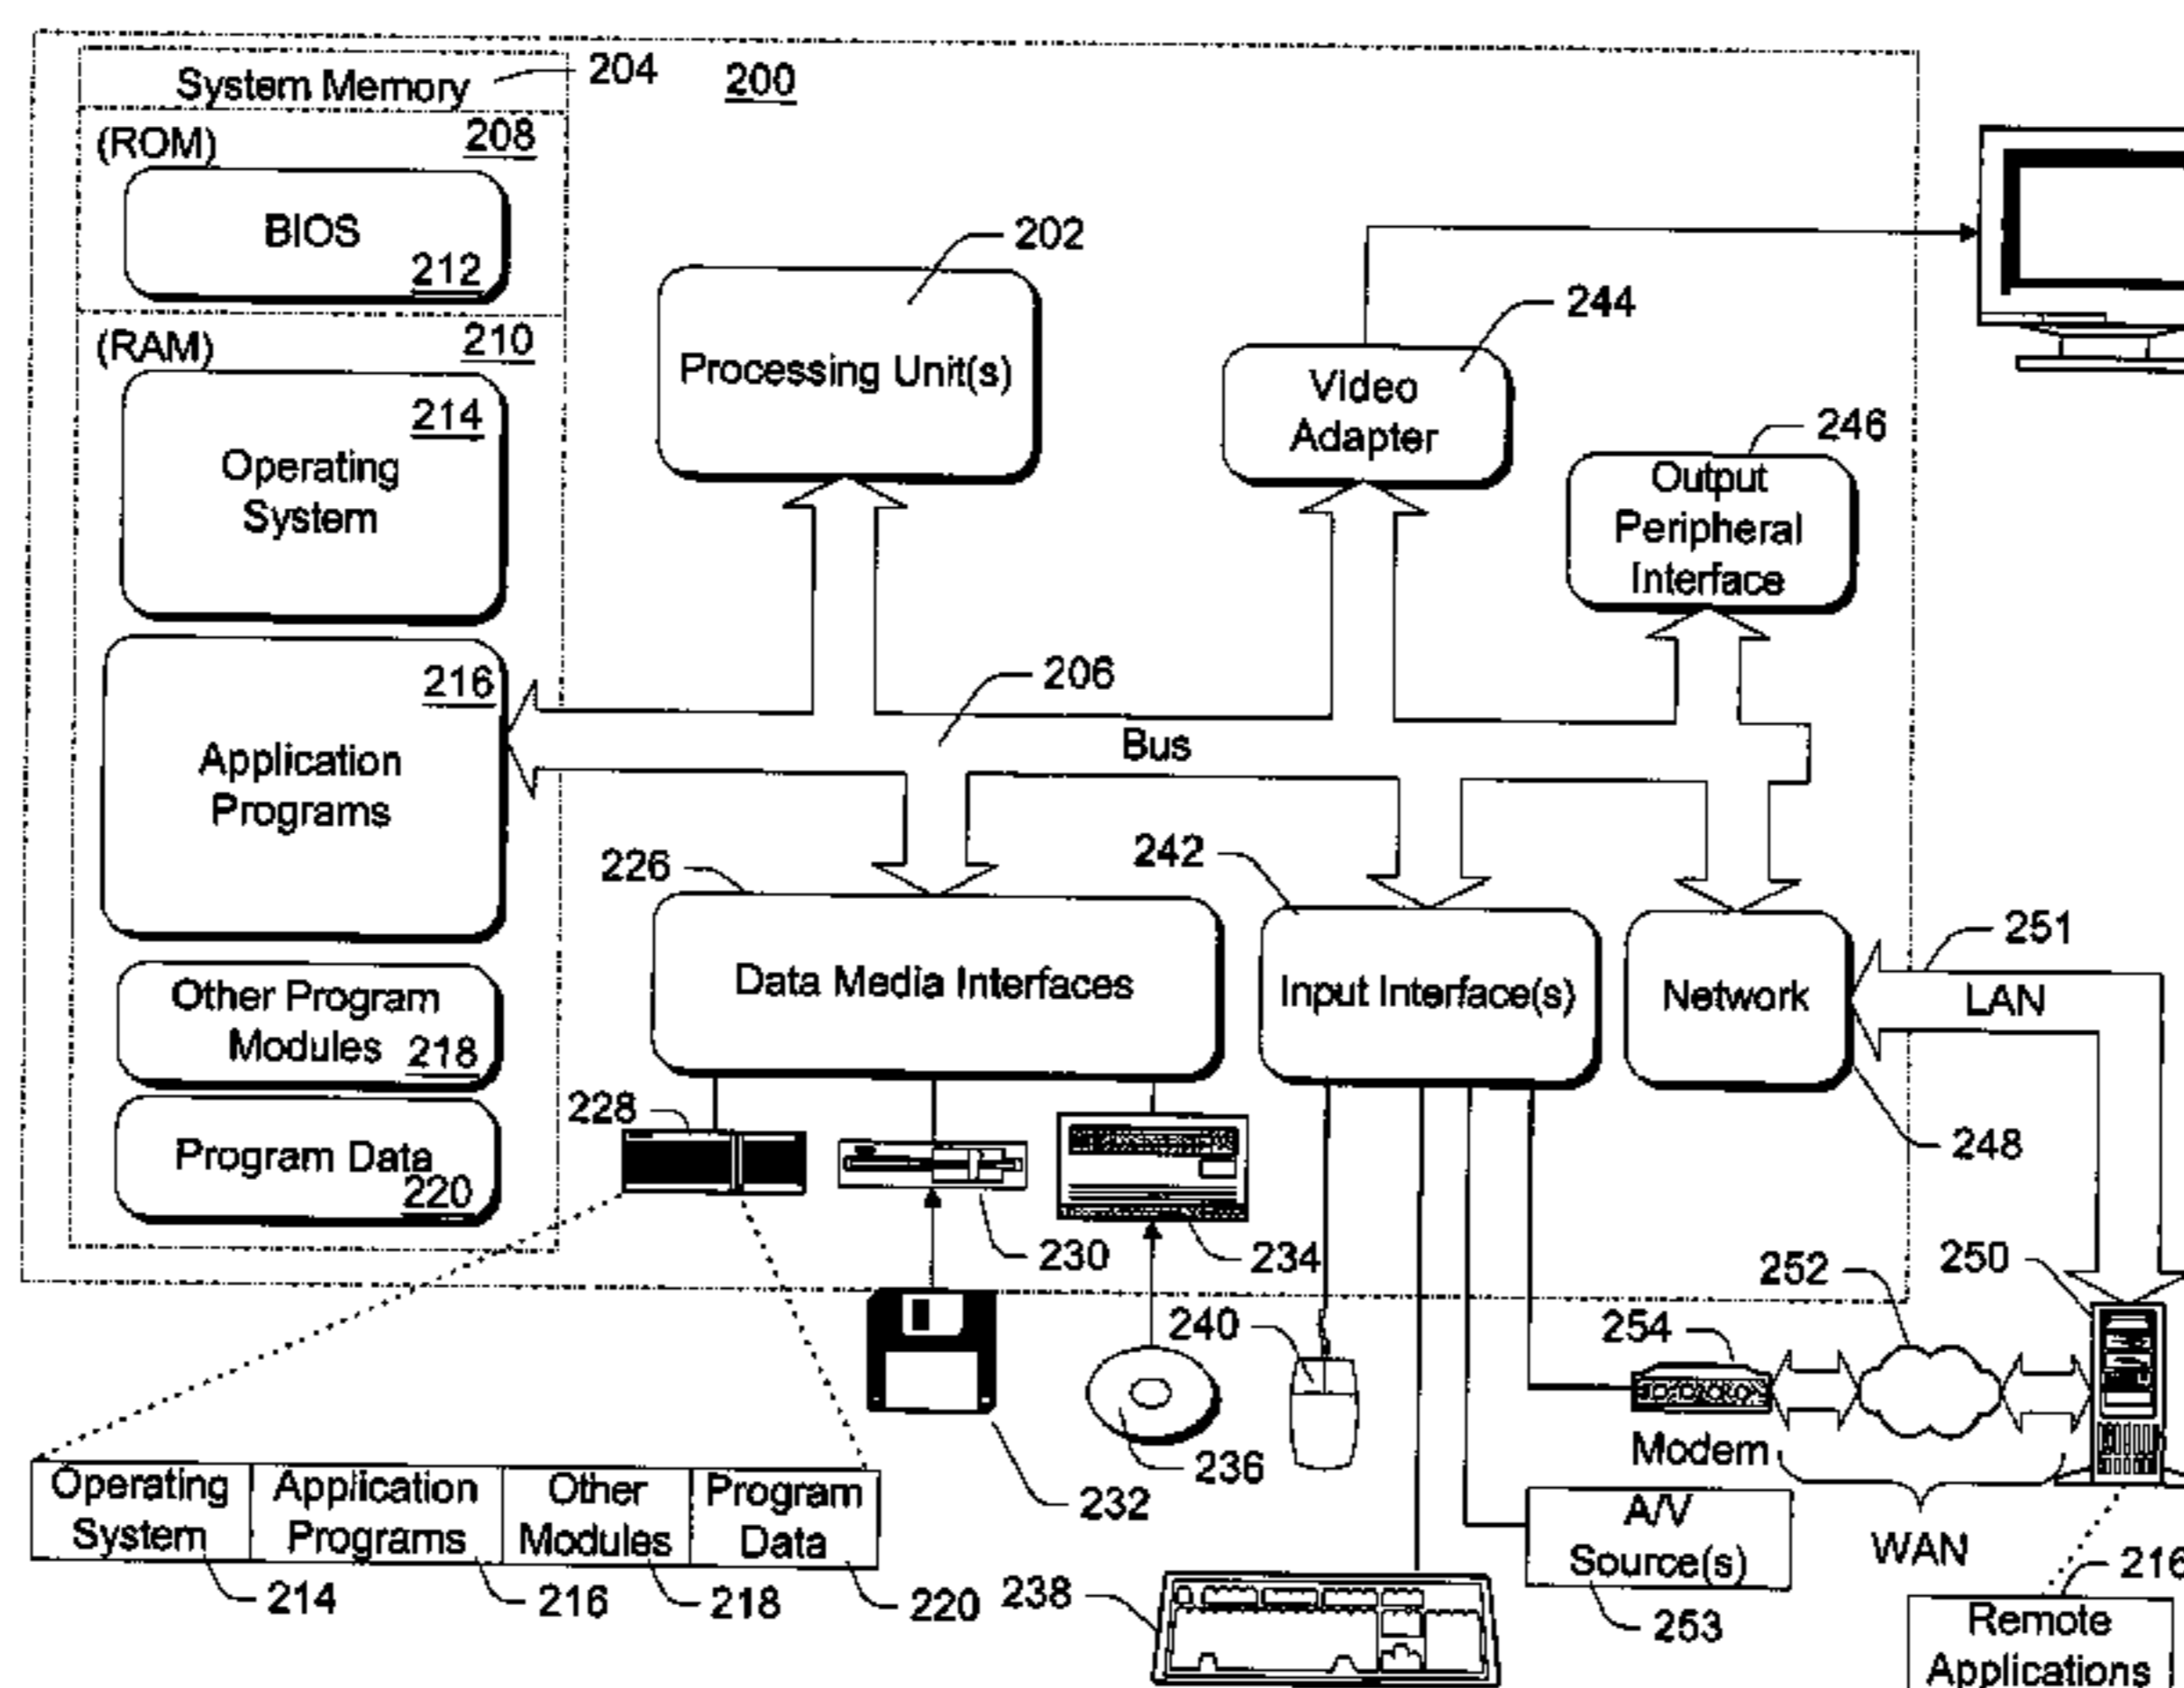 System Memory
204
200
(ROM)
208
BIOS
212
(RAM)
210
214
Operating
System
216
Application
Programs
Other Program
Modules 218
Program Data
220
202
Processing Unit(s)
244
Video
Adapter
246
Output
Peripheral
Interface
206
Bus
226
Data Media Interfaces
242
Input Interface(s)
Network
251
LAN
248
228
230
234
240
236
232
254
252
250
Modem
WAN
A/V
Source(s)
253
238
216
Remote
Applications
Operating
System
Application
Programs
Other
Modules
Program
Data
214
216
218
220